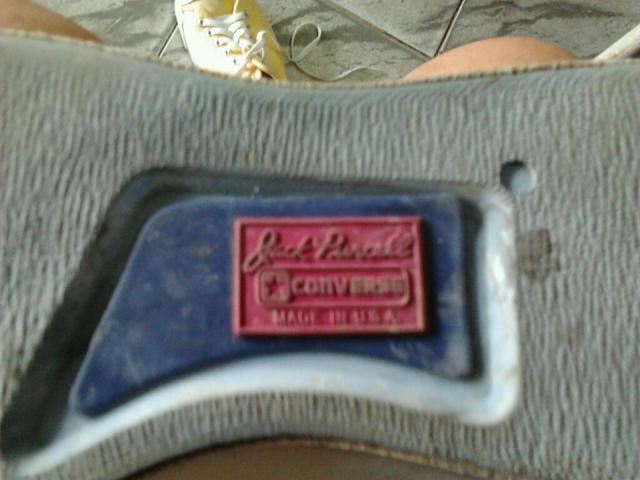 Jack Purcell
CONVERSE
MADE IN U.S.A